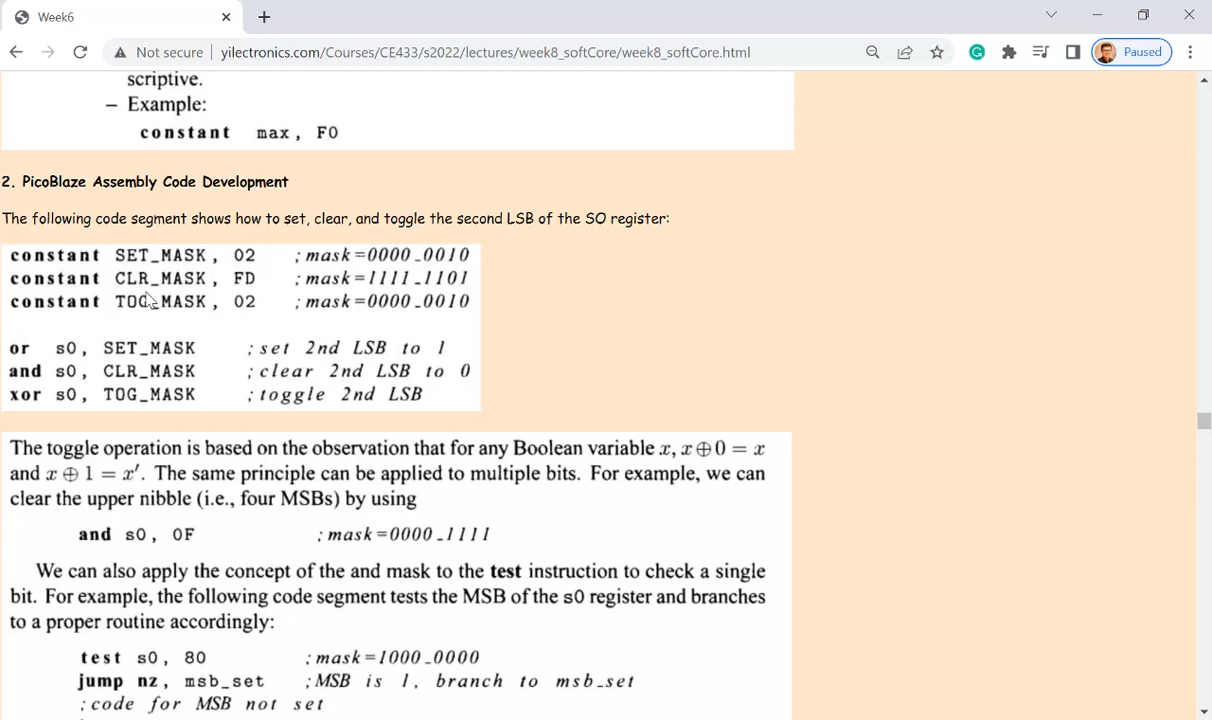 Week6
Not secure
yilectronics.com/Courses/CE433/s2022/lectures/week8_softCore/week8_softCore.html
Paused
scriptive.
– Example:
constant max, F0
2. PicoBlaze Assembly Code Development
The following code segment shows how to set, clear, and toggle the second LSB of the SO register:
constant SET_MASK, 02 ;mask=0000_0010
constant CLR_MASK, FD ;mask=1111_1101
constant TOG_MASK, 02 ;mask=0000_0010
or s0, SET_MASK ;set 2nd LSB to 1
and s0, CLR_MASK ;clear 2nd LSB to 0
xor s0, TOG_MASK ;toggle 2nd LSB
The toggle operation is based on the observation that for any Boolean variable x, x⊕0 = x
and x ⊕ 1 = x′. The same principle can be applied to multiple bits. For example, we can
clear the upper nibble (i.e., four MSBs) by using
and s0, 0F ;mask=0000_1111
We can also apply the concept of the and mask to the test instruction to check a single
bit. For example, the following code segment tests the MSB of the s0 register and branches
to a proper routine accordingly:
test s0, 80 ;mask=1000_0000
jump nz, msb_set ;MSB is 1, branch to msb_set
;code for MSB not set